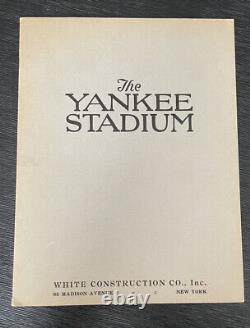 The
YANKEE
STADIUM
WHITE CONSTRUCTION CO., Inc.
MADISON AVENUE NEW YORK